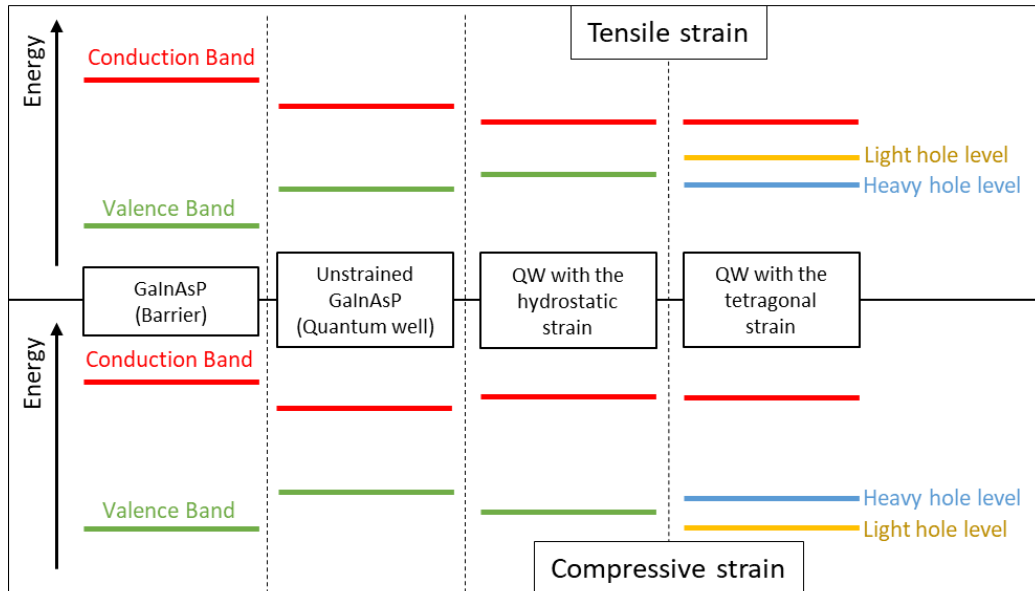 Tensile strain
Energy
Conduction Band
Light hole level
Heavy hole level
Valence Band
GaInAsP
(Barrier)
Unstrained
GaInAsP
(Quantum well)
QW with the
hydrostatic
strain
QW with the
tetragonal
strain
Energy
Conduction Band
Heavy hole level
Valence Band
Light hole level
Compressive strain